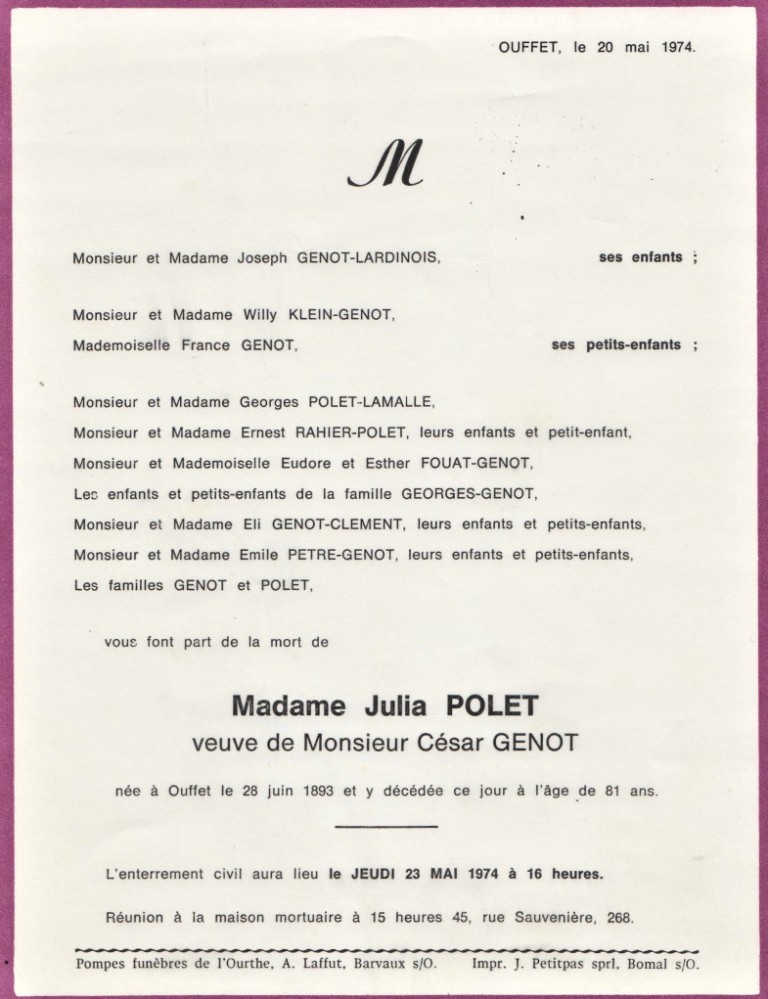 OUFFET, le 20 mai 1974.
M
Monsieur et Madame Joseph GENOT-LARDINOIS, ses enfants ;
Monsieur et Madame Willy KLEIN-GENOT,
Mademoiselle France GENOT, ses petits-enfants ;
Monsieur et Madame Georges POLET-LAMALLE,
Monsieur et Madame Ernest RAHIER-POLET, leurs enfants et petit-enfant,
Monsieur et Mademoiselle Eudore et Esther FOUAT-GENOT,
Les enfants et petits-enfants de la famille GEORGES-GENOT,
Monsieur et Madame Eli GENOT-CLEMENT, leurs enfants et petits-enfants,
Monsieur et Madame Emile PETRE-GENOT, leurs enfants et petits-enfants,
Les familles GENOT et POLET,
vous font part de la mort de
Madame Julia POLET
veuve de Monsieur César GENOT
née à Ouffet le 28 juin 1893 et y décédée ce jour à l'âge de 81 ans.
L'enterrement civil aura lieu le JEUDI 23 MAI 1974 à 16 heures.
Réunion à la maison mortuaire à 15 heures 45, rue Sauvenière, 268.
Pompes funèbres de l'Ourthe, A. Laffut, Barvaux s/O. Impr. J. Petitpas sprl, Bomal s/O.